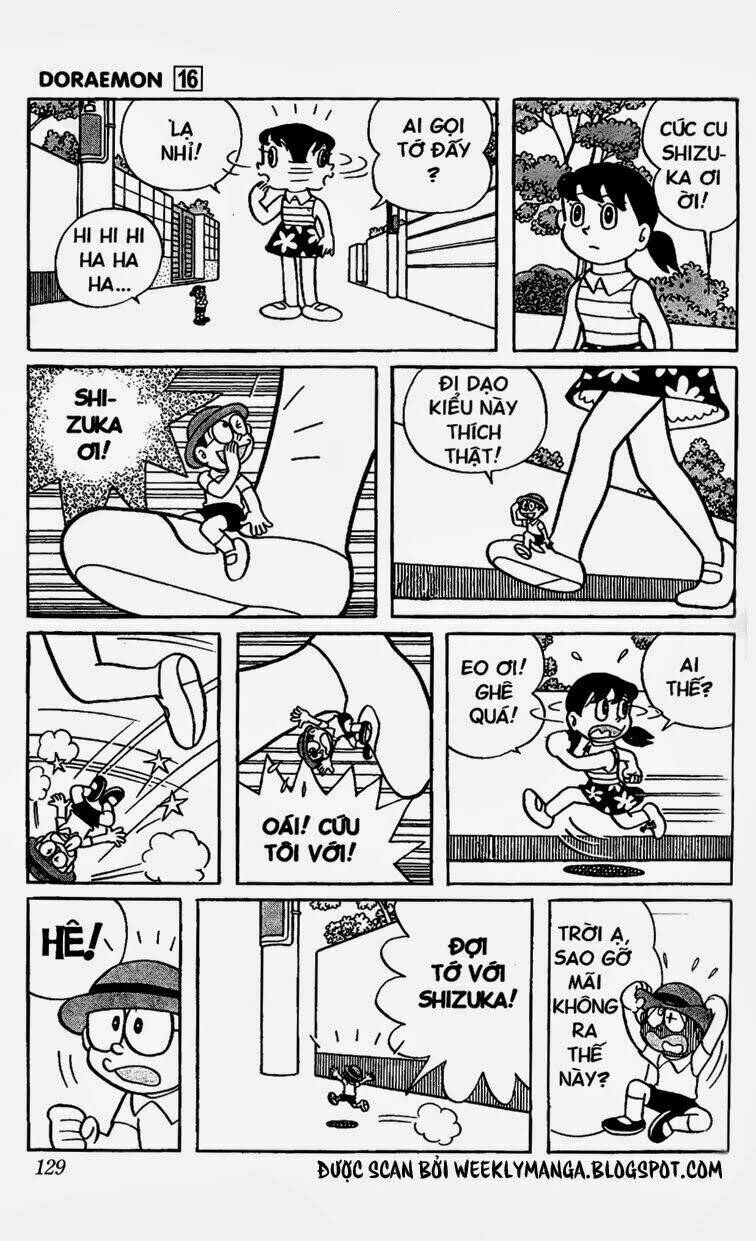 DORAEMON 16
CÚC CU
SHIZU-
KA ƠI
ỜI!
AI GỌI
TỚ ĐẤY
?
LẠ
NHỈ!
HI HI HI
HA HA
HA...
ĐI DẠO
KIỂU NÀY
THÍCH
THẬT!
SHI-
ZUKA
ƠI!
AI
THẾ?
EO ƠI!
GHÊ
QUÁ!
OÁI! CỨU
TÔI VỚI!
TRỜI Ạ,
SAO GỠ
MÃI
KHÔNG
RA
THẾ
NÀY?
ĐỢI
TỚ VỚI
SHIZUKA!
HÊ!
129
ĐƯỢC SCAN BỞI WEEKLYMANGA.BLOGSPOT.COM